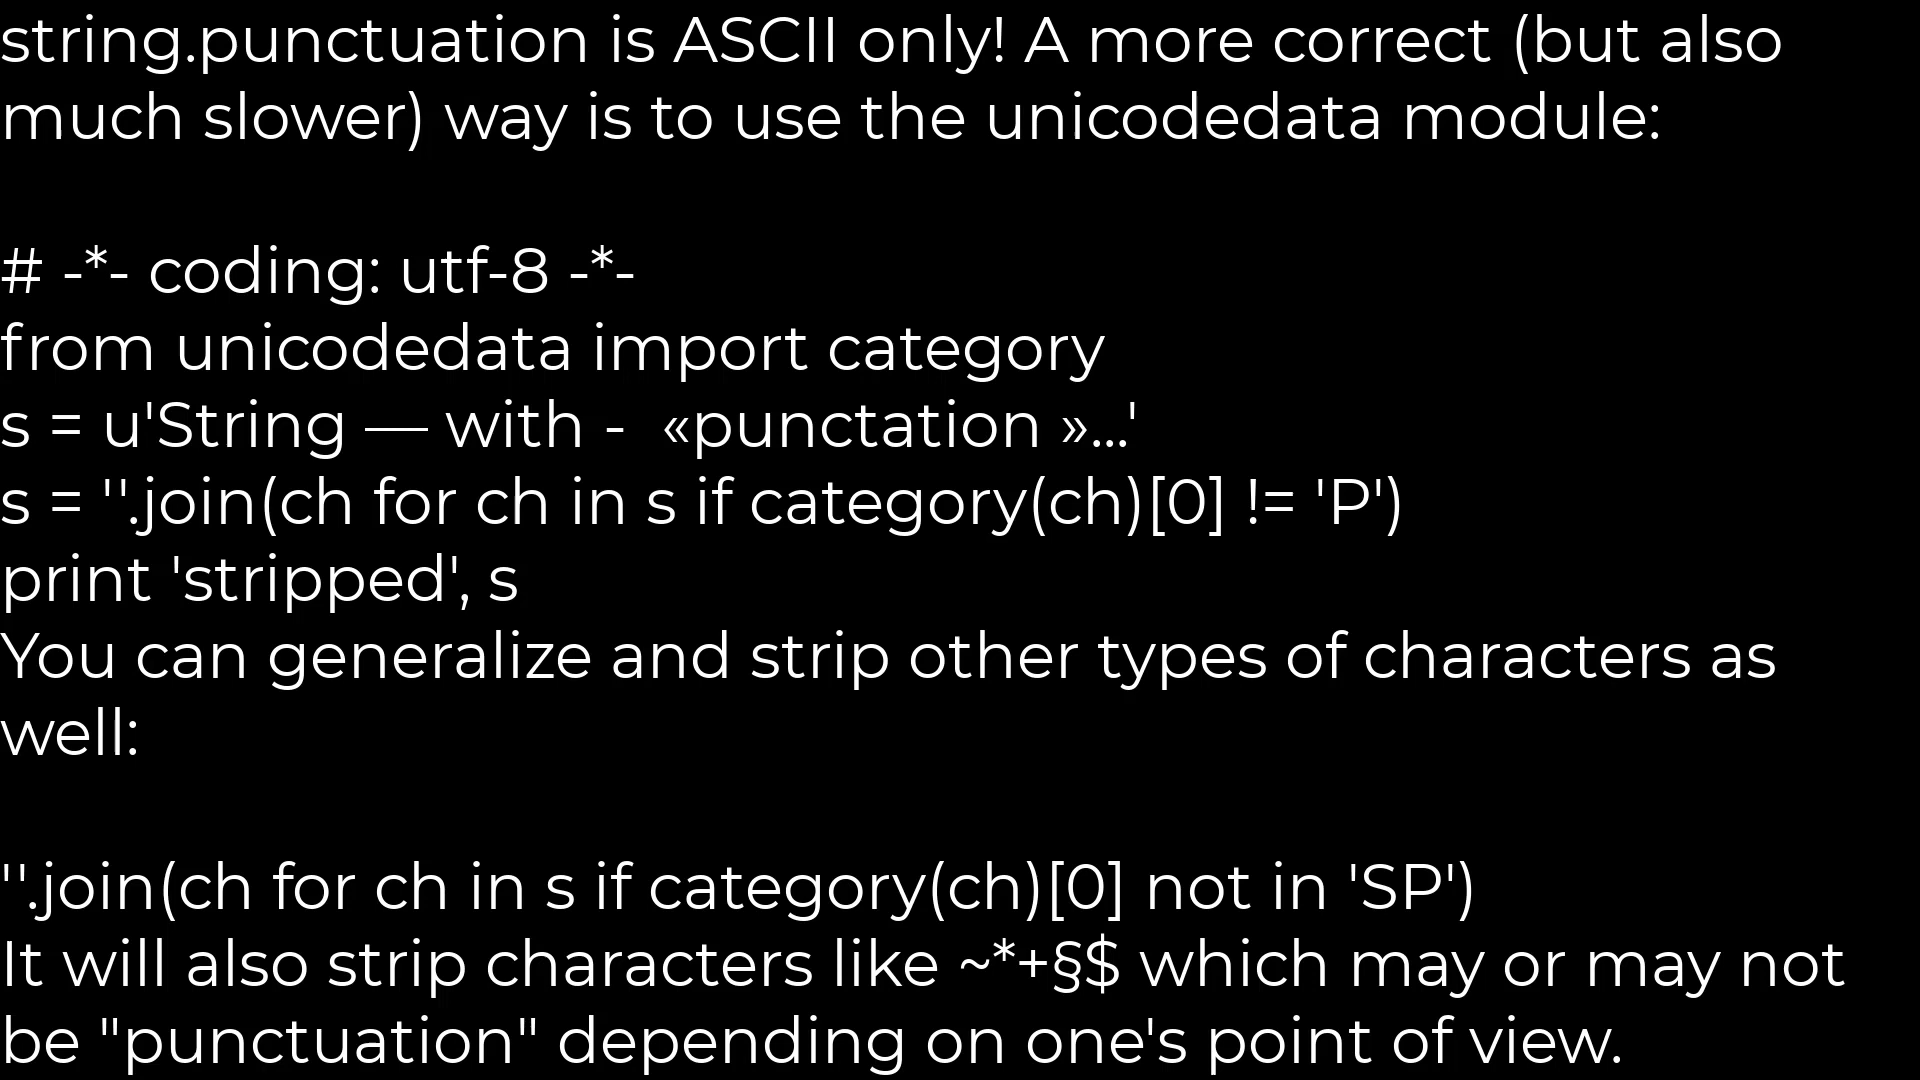 string.punctuation is ASCII only! A more correct (but also
much slower) way is to use the unicodedata module:
# -*- coding: utf-8 -*-
from unicodedata import category
s = u'String — with -  «punctation »...'
s = ''.join(ch for ch in s if category(ch)[0] != 'P')
print 'stripped', s
You can generalize and strip other types of characters as
well:
''.join(ch for ch in s if category(ch)[0] not in 'SP')
It will also strip characters like ~*+§$ which may or may not
be "punctuation" depending on one's point of view.